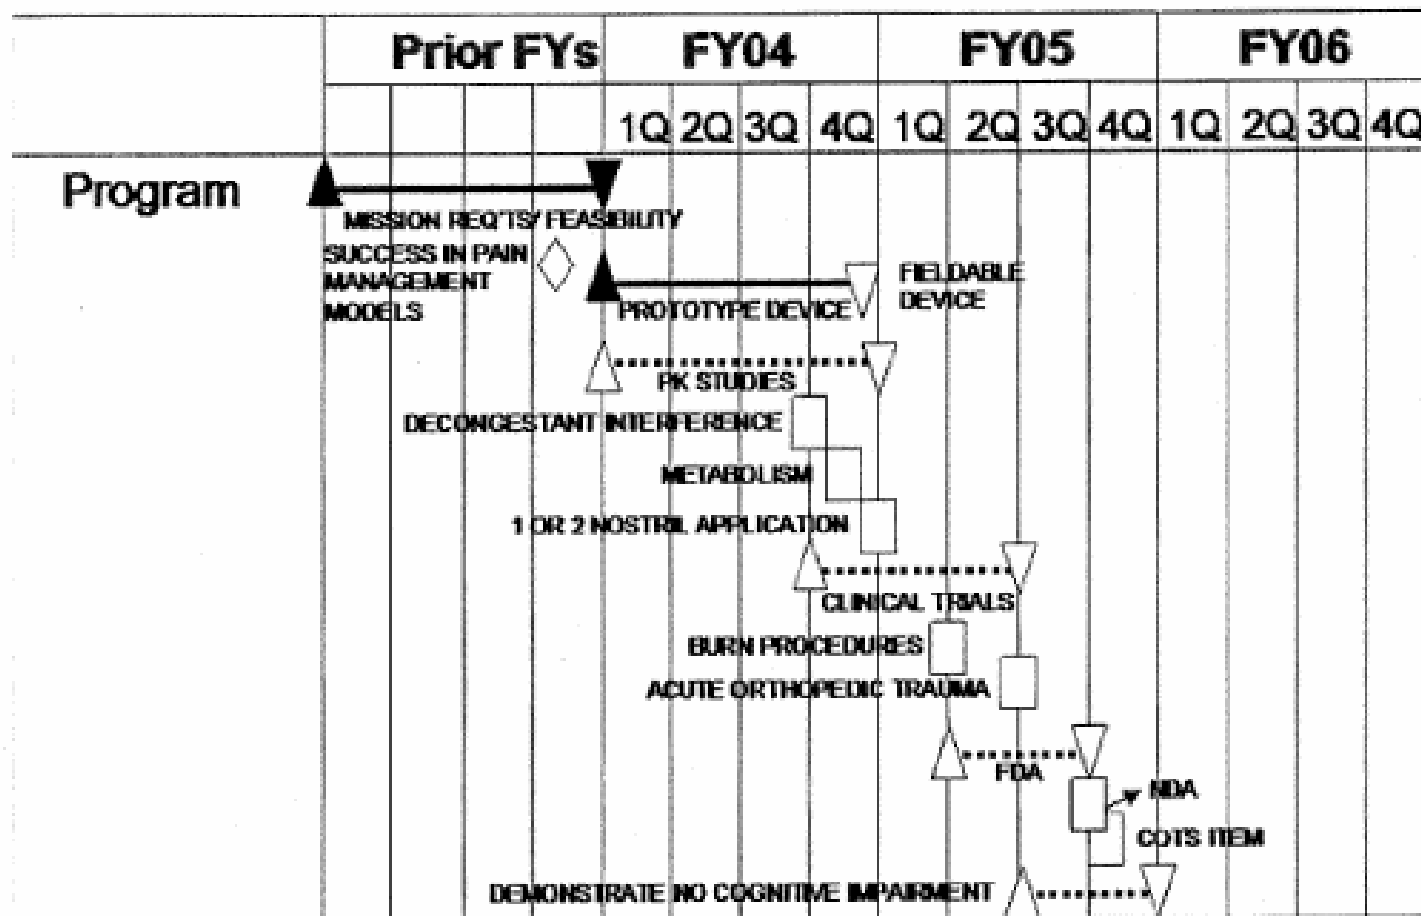 Prior FYs FY04 FY05 FY06
1Q 2Q 3Q 4Q 1Q 2Q 3Q 4Q 1Q 2Q 3Q 4Q
Program
MISSION REQ'TS/ FEASIBILITY
SUCCESS IN PAIN
MANAGEMENT
MODELS
FIELDABLE
DEVICE
PROTOTYPE DEVICE
PK STUDIES
DECONGESTANT INTERFERENCE
METABOLISM
1 OR 2 NOSTRIL APPLICATION
CLINICAL TRIALS
BURN PROCEDURES
ACUTE ORTHOPEDIC TRAUMA
FDA
NDA
COTS ITEM
DEMONSTRATE NO COGNITIVE IMPAIRMENT